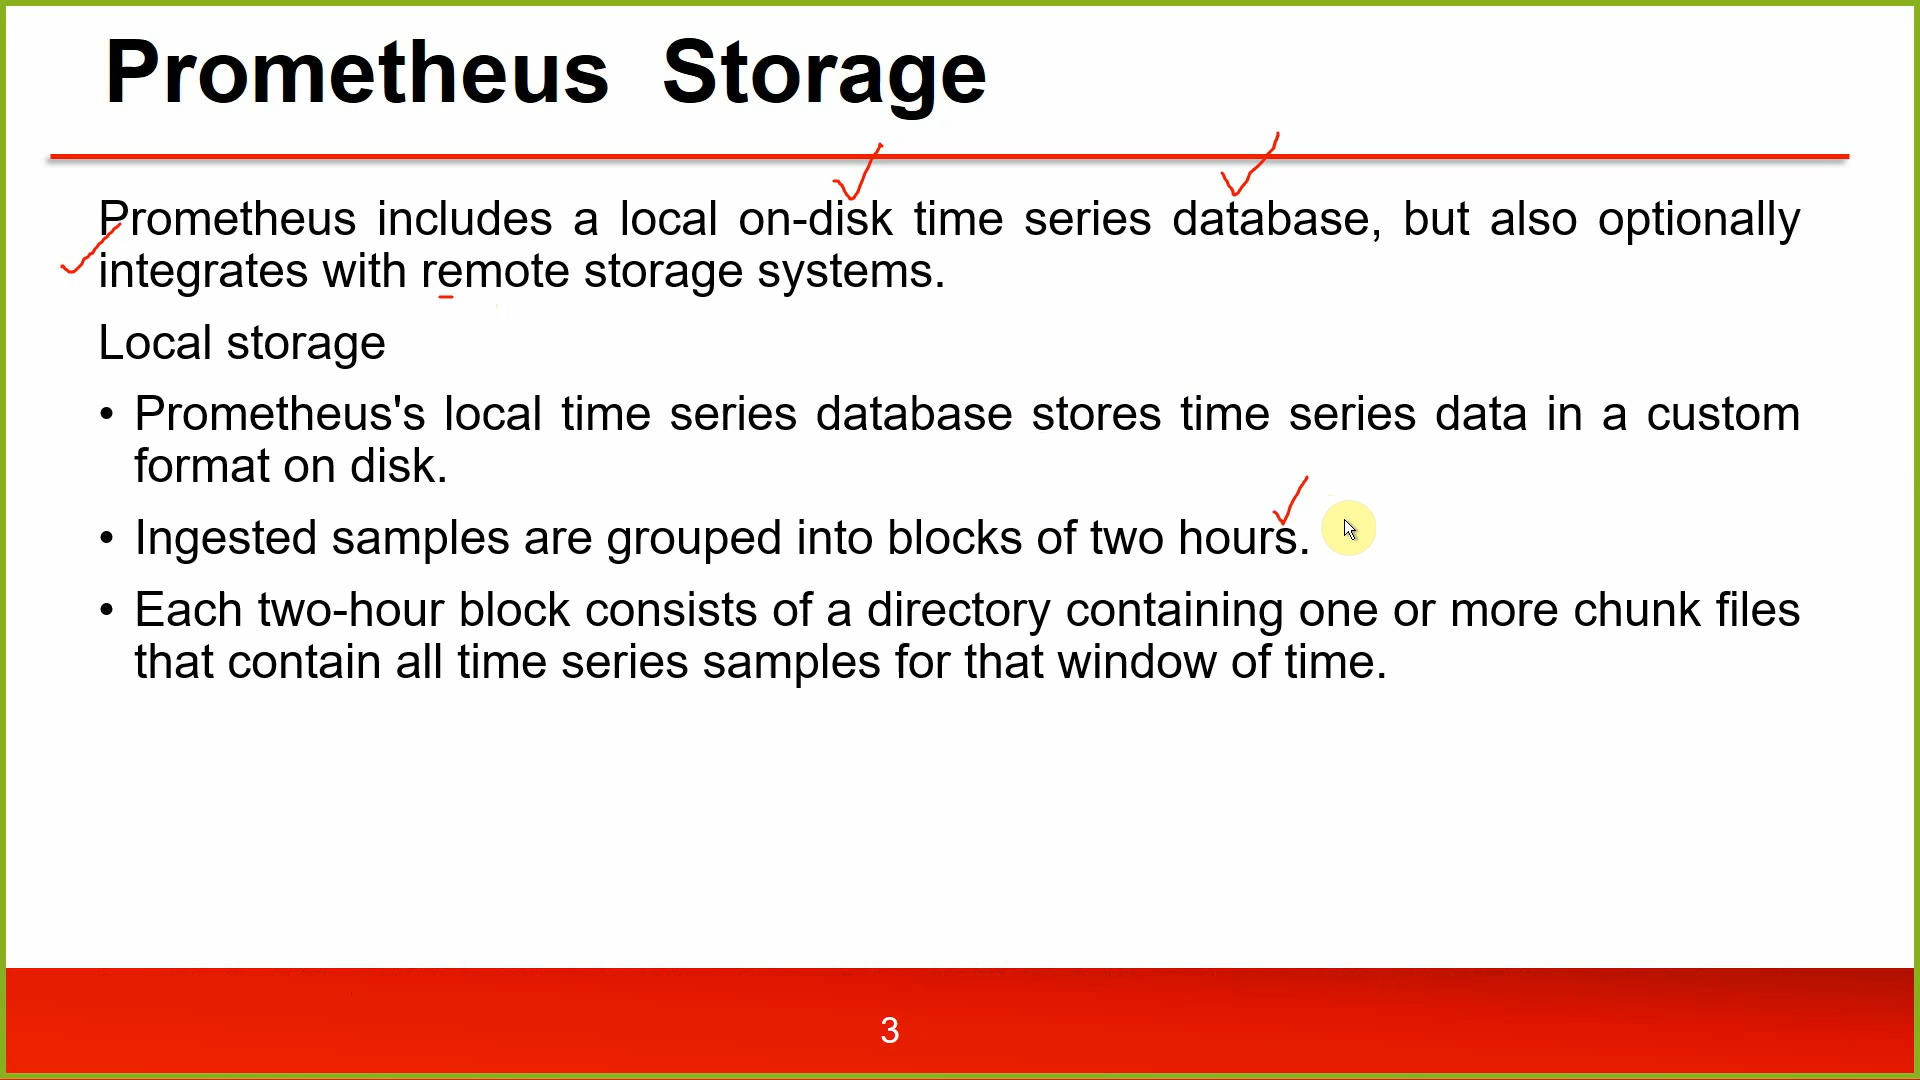 Prometheus Storage
Prometheus includes a local on-disk time series database, but also optionally
integrates with remote storage systems.
Local storage
• Prometheus's local time series database stores time series data in a custom
format on disk.
• Ingested samples are grouped into blocks of two hours.
• Each two-hour block consists of a directory containing one or more chunk files
that contain all time series samples for that window of time.
3